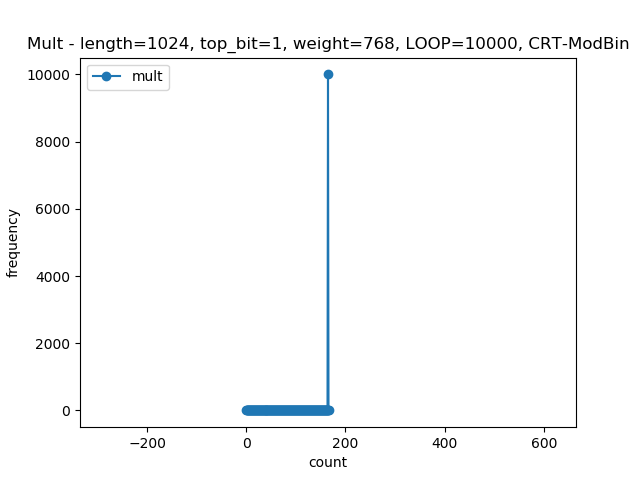 Mult - length=1024, top_bit=1, weight=768, LOOP=10000, CRT-ModBin
mult
10000
8000
6000
4000
2000
0
frequency
−200
0
200
400
600
count